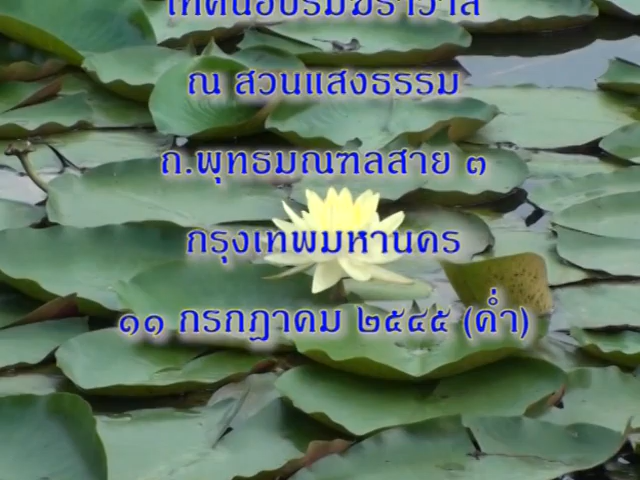 เทศน์อบรมฆราวาส
ณ สวนแสงธรรม
ถ.พุทธมณฑลสาย ๓
กรุงเทพมหานคร
๑๑ กรกฎาคม ๒๕๔๕ (ค่ำ)